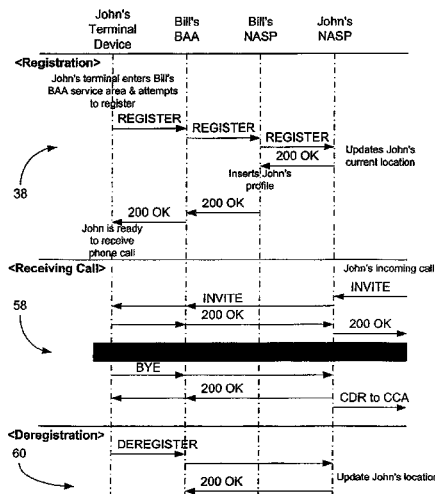 John's Terminal Device
Bill's BAA
Bill's NASP
John's NASP
<Registration>
John's terminal enters Bill's
BAA service area & attempts
to register
REGISTER
REGISTER
REGISTER
Updates John's
current location
200 OK
Inserts John's
profile
38
200 OK
200 OK
John is ready
to receive
phone call
<Receiving Call>
John's incoming call
INVITE
INVITE
58
200 OK
200 OK
BYE
200 OK
CDR to CCA
<Deregistration>
DEREGISTER
60
Update John's location
200 OK